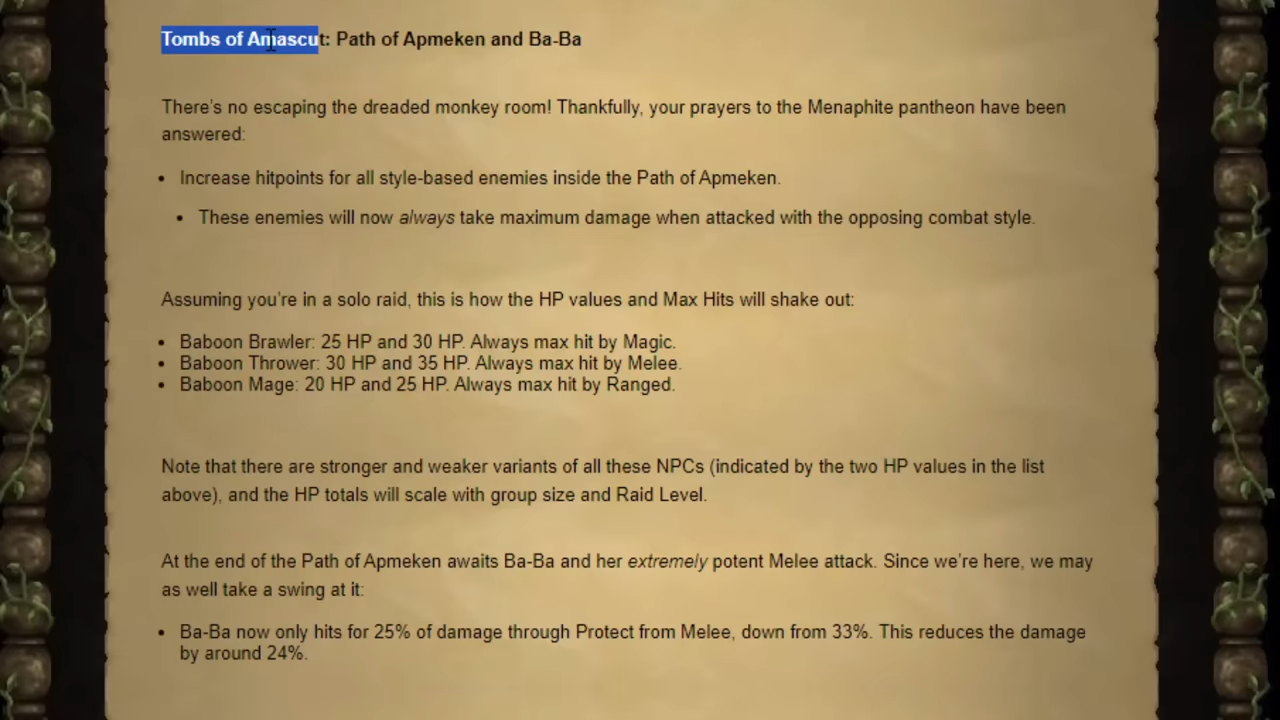 Tombs of Amascut: Path of Apmeken and Ba-Ba
There's no escaping the dreaded monkey room! Thankfully, your prayers to the Menaphite pantheon have been
answered:
• Increase hitpoints for all style-based enemies inside the Path of Apmeken.
• These enemies will now always take maximum damage when attacked with the opposing combat style.
Assuming you're in a solo raid, this is how the HP values and Max Hits will shake out:
• Baboon Brawler: 25 HP and 30 HP. Always max hit by Magic.
• Baboon Thrower: 30 HP and 35 HP. Always max hit by Melee.
• Baboon Mage: 20 HP and 25 HP. Always max hit by Ranged.
Note that there are stronger and weaker variants of all these NPCs (indicated by the two HP values in the list
above), and the HP totals will scale with group size and Raid Level.
At the end of the Path of Apmeken awaits Ba-Ba and her extremely potent Melee attack. Since we're here, we may
as well take a swing at it:
• Ba-Ba now only hits for 25% of damage through Protect from Melee, down from 33%. This reduces the damage
by around 24%.